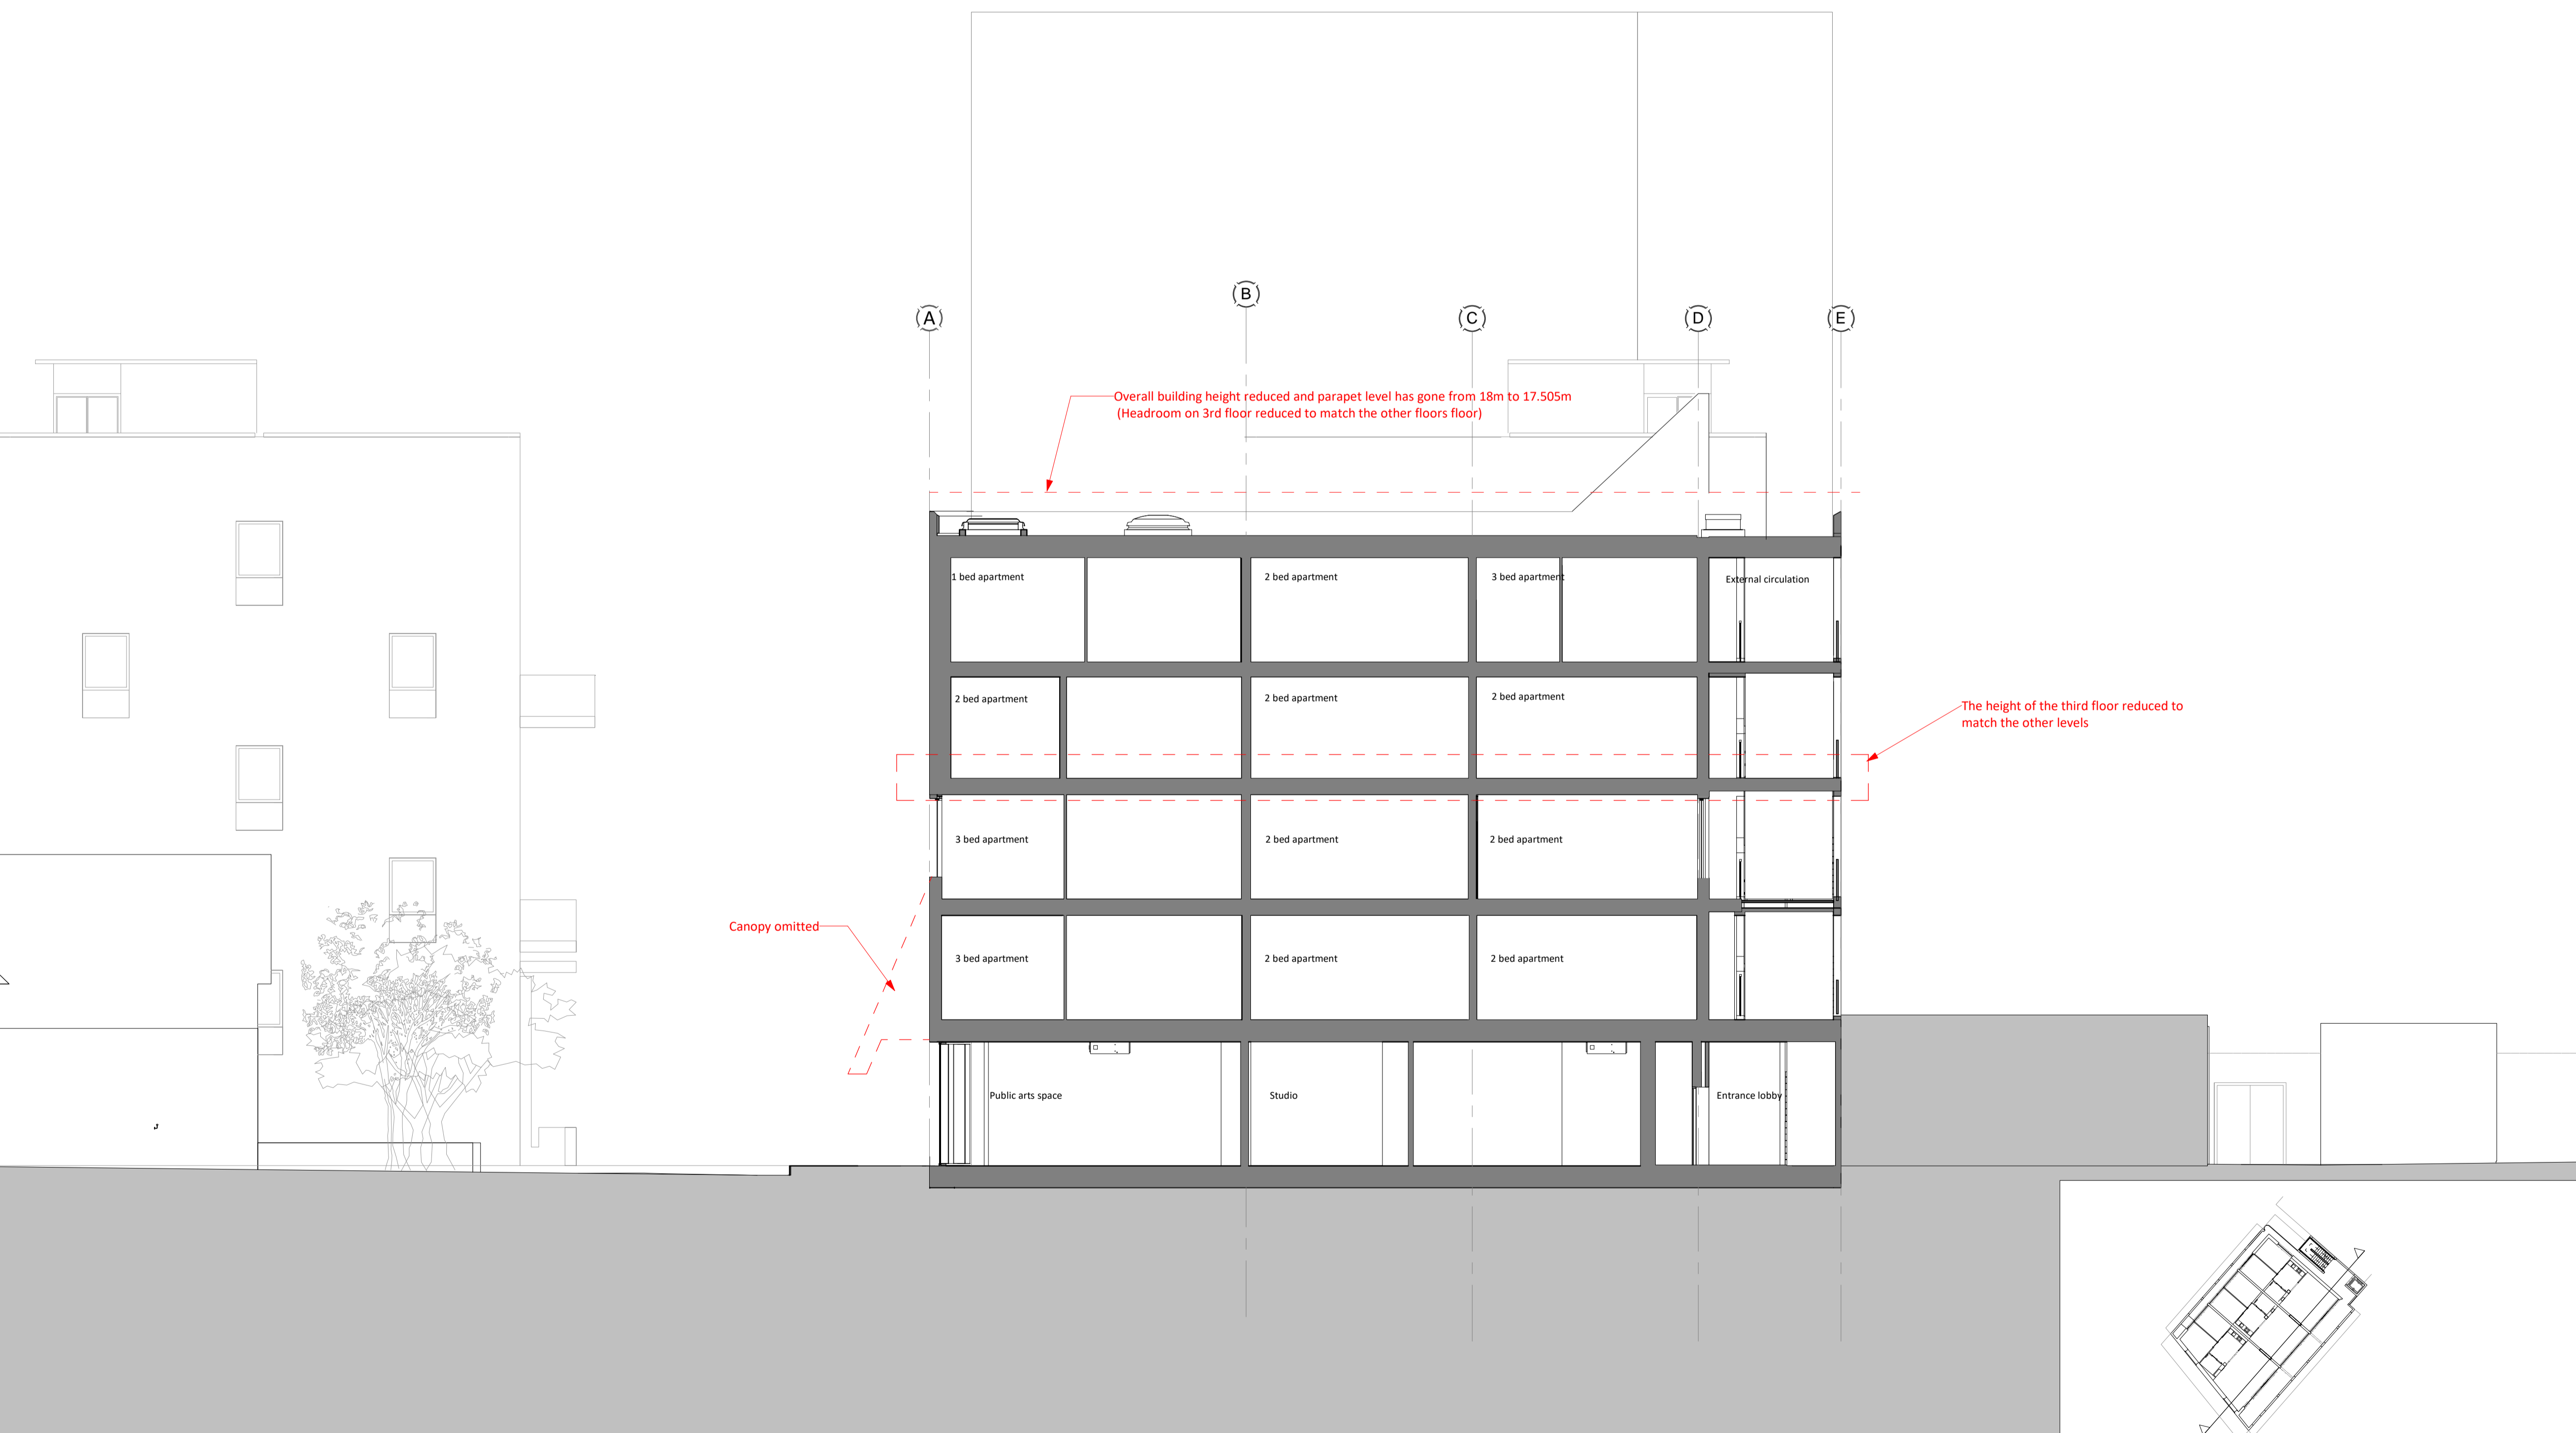 B
A
C
D
E
Overall building height reduced and parapet level has gone from 18m to 17.505m
(Headroom on 3rd floor reduced to match the other floors floor)
1 bed apartment
2 bed apartment
3 bed apartment
External circulation
2 bed apartment
2 bed apartment
2 bed apartment
The height of the third floor reduced to
match the other levels
3 bed apartment
2 bed apartment
2 bed apartment
Canopy omitted
3 bed apartment
2 bed apartment
2 bed apartment
Public arts space
Studio
Entrance lobby